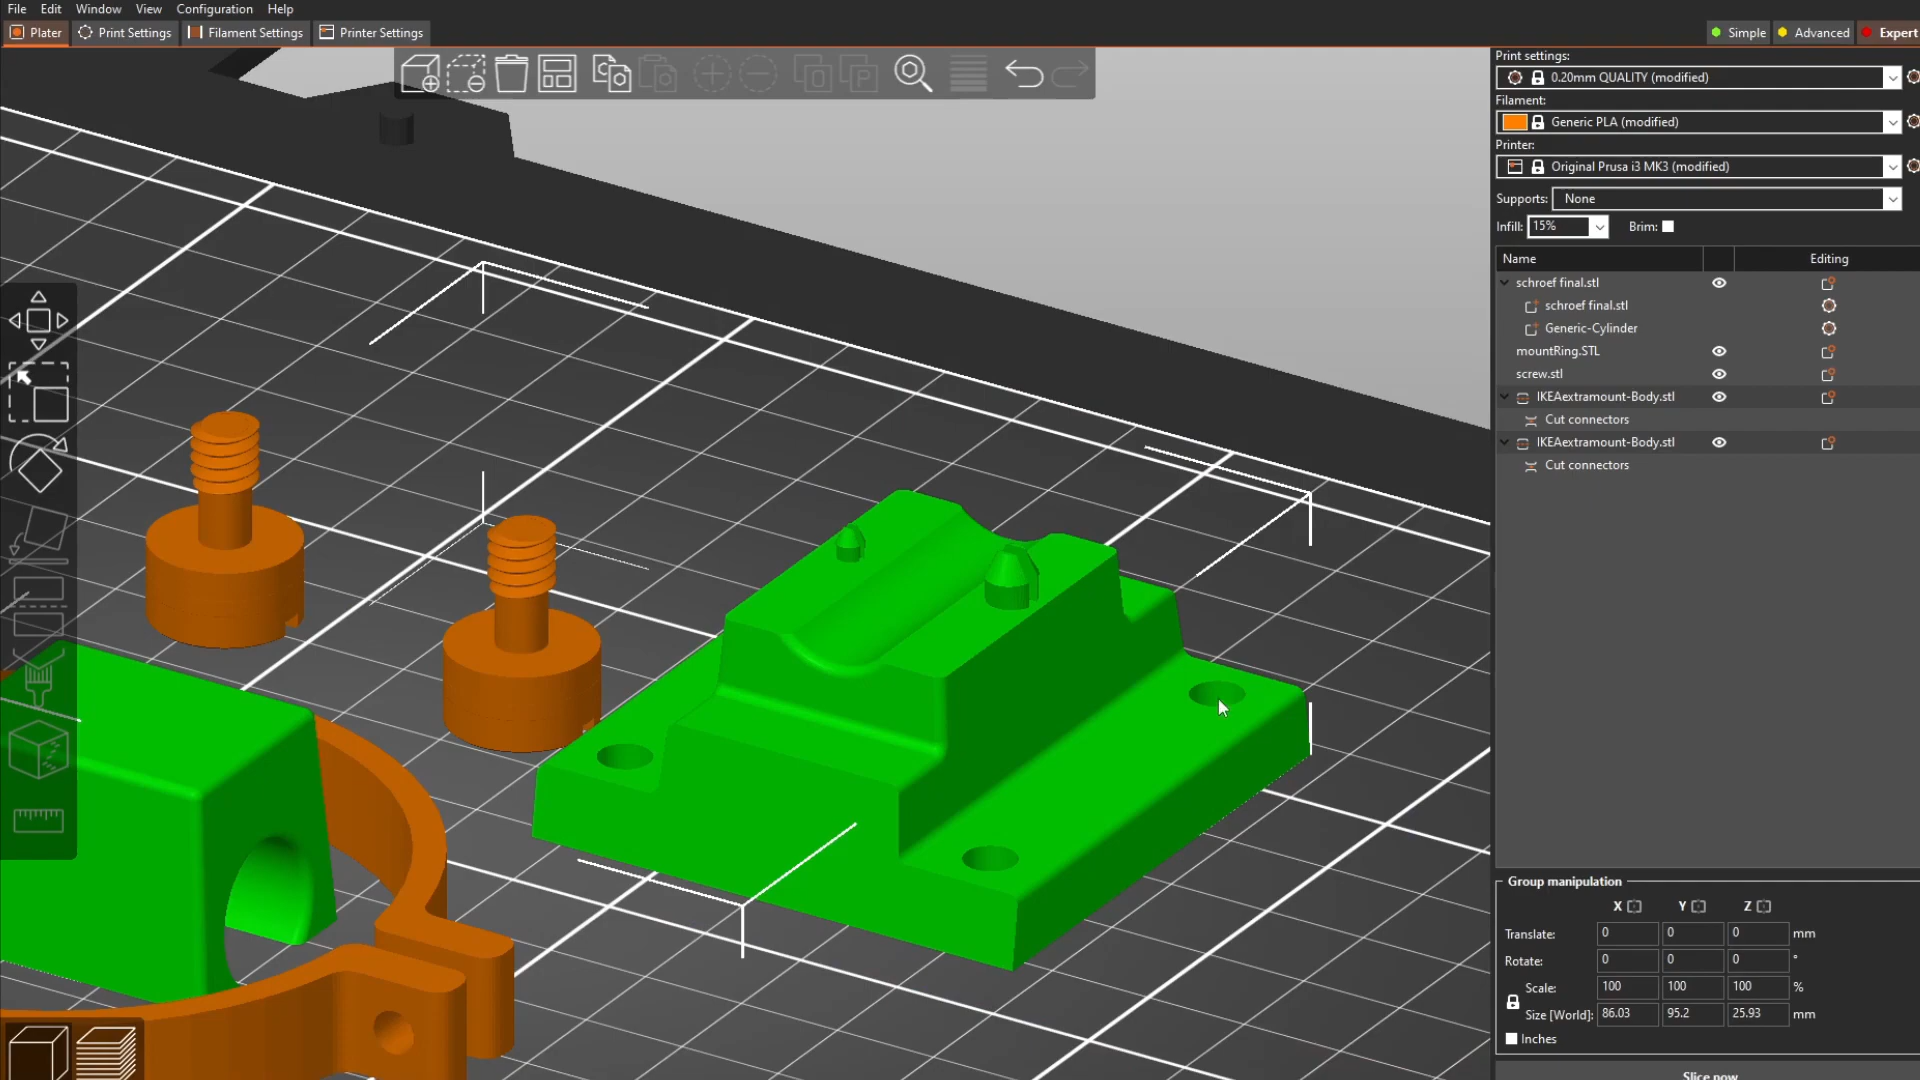 File Edit Window View Configuration Help
Plater Print Settings Filament Settings Printer Settings Simple Advanced Expert
Print settings:
0.20mm QUALITY (modified)
Filament:
Generic PLA (modified)
Printer:
Original Prusa i3 MK3 (modified)
Supports: None
Infill: 15% Brim:
Name Editing
schroef final.stl
schroef final.stl
Generic-Cylinder
mountRing.STL
screw.stl
IKEAextramount-Body.stl
Cut connectors
IKEAextramount-Body.stl
Cut connectors
Group manipulation
X Y Z
Translate: 0 0 0 mm
Rotate: 0 0 0 °
Scale: 100 100 100 %
Size [World]: 86.03 95.2 25.93 mm
Inches
Slice now